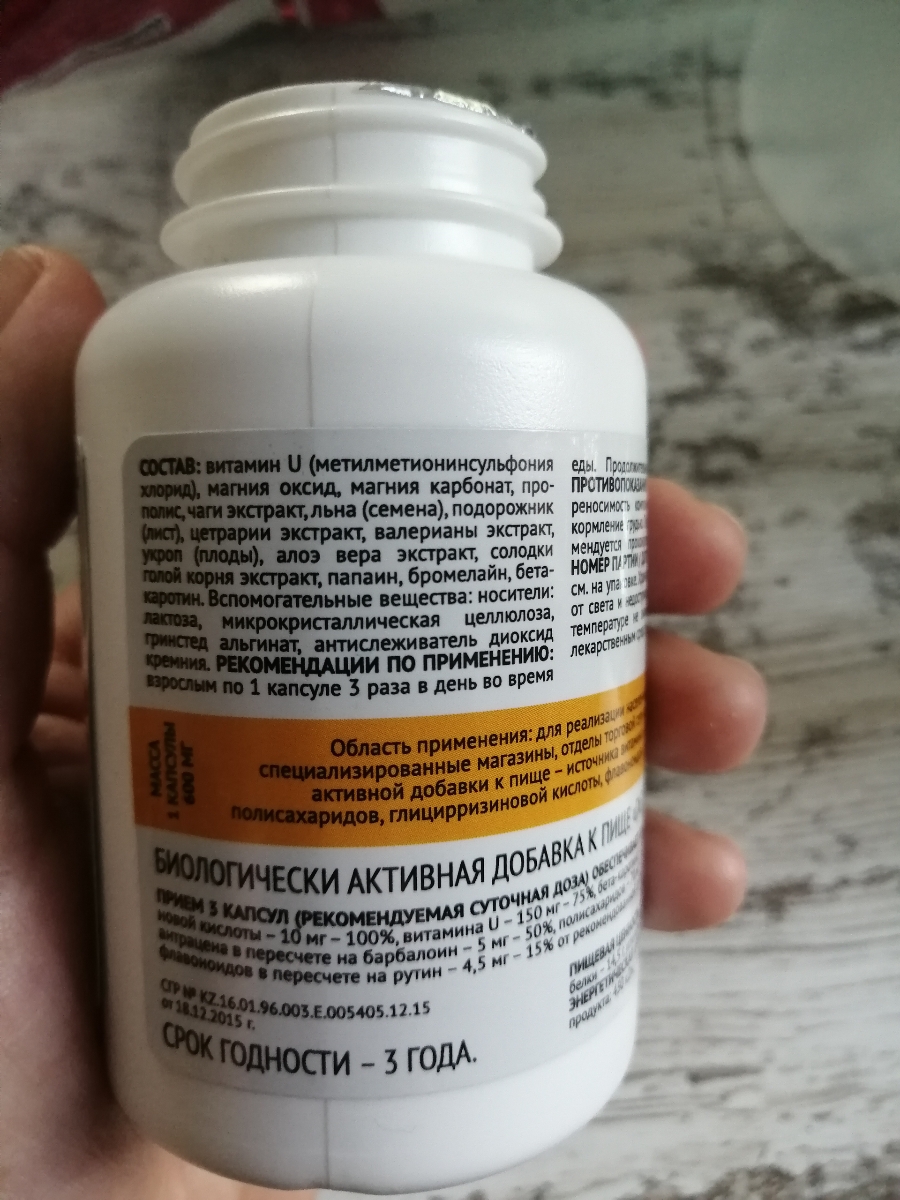 СОСТАВ: витамин U (метилметионинсульфония
хлорид), магния оксид, магния карбонат, про-
полис, чаги экстракт, льна (семена), подорожник
(лист), цетрарии экстракт, валерианы экстракт,
укроп (плоды), алоэ вера экстракт, солодки
голой корня экстракт, папаин, бромелайн, бета-
каротин. Вспомогательные вещества: носители:
лактоза, микрокристаллическая целлюлоза,
гринстед альгинат, антислеживатель диоксид
кремния. РЕКОМЕНДАЦИИ ПО ПРИМЕНЕНИЮ:
взрослым по 1 капсуле 3 раза в день во время
еды.
кормление
НОМЕР ПАРТИИ
см. на упаковке.
от света и
температуре не
лекарственным
МАССА
1 КАПСУЛЫ
600 МГ
Область применения: для реализации
специализированные магазины, отделы торговой
активной добавки к пище – источника
полисахаридов, глицирризиновой кислоты,
БИОЛОГИЧЕСКИ АКТИВНАЯ ДОБАВКА К ПИЩЕ
ПРИЕМ 3 КАПСУЛ (РЕКОМЕНДУЕМАЯ СУТОЧНАЯ ДОЗА)
новой кислоты – 10 мг – 100%, витамина U – 150 мг – 75%,
антрацена в пересчете на барбалоин – 5 мг – 50%, полисахаридов
флавоноидов в пересчете на рутин – 4,5 мг – 15% от
СГР № KZ.16.01.96.003.E.005405.12.15
от 18.12.2015 г.
СРОК ГОДНОСТИ – 3 ГОДА.
ПИЩЕВАЯ
белки
продукта: